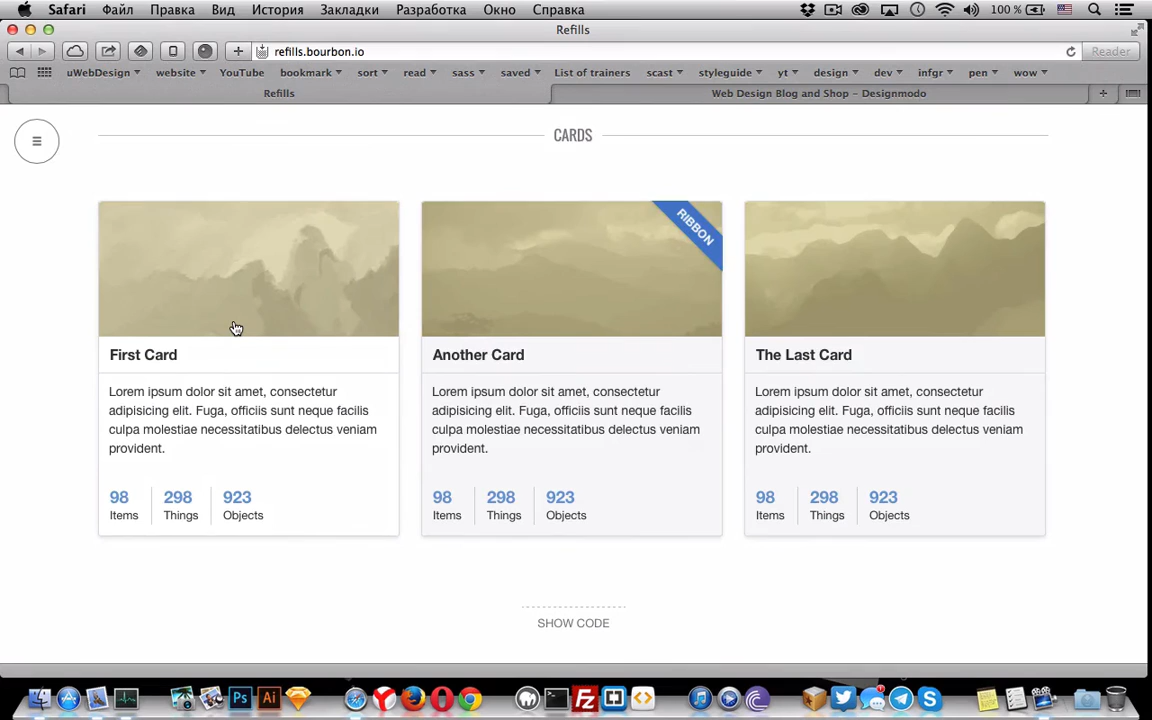 Safari Файл Правка Вид История Закладки Разработка Окно Справка 100 %
Refills
refills.bourbon.io Reader
uWebDesign website YouTube bookmark sort read sass saved List of trainers scast styleguide yt design dev infgr pen wow
Refills Web Design Blog and Shop – Designmodo
CARDS
RIBBON
First Card Another Card The Last Card
Lorem ipsum dolor sit amet, consectetur
adipisicing elit. Fuga, officiis sunt neque facilis
culpa molestiae necessitatibus delectus veniam
provident.
98 298 923
Items Things Objects
Lorem ipsum dolor sit amet, consectetur
adipisicing elit. Fuga, officiis sunt neque facilis
culpa molestiae necessitatibus delectus veniam
provident.
98 298 923
Items Things Objects
Lorem ipsum dolor sit amet, consectetur
adipisicing elit. Fuga, officiis sunt neque facilis
culpa molestiae necessitatibus delectus veniam
provident.
98 298 923
Items Things Objects
SHOW CODE
Ps Ai Fz